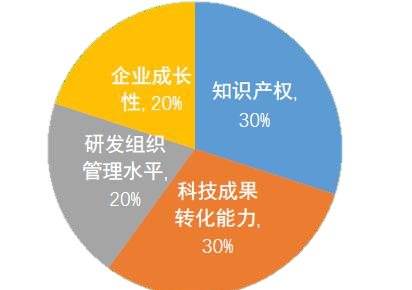 知识产权,
30%
科技成果
转化能力,
30%
研发组织
管理水平,
20%
企业成长
性, 20%